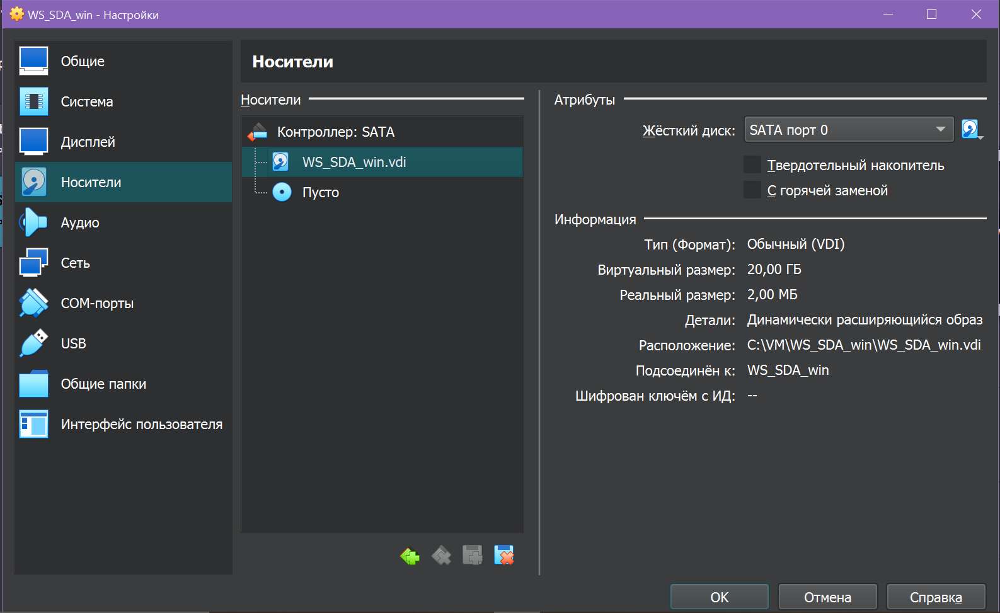 WS_SDA_win - Настройки
Общие
Система
Дисплей
Носители
Аудио
Сеть
COM-порты
USB
Общие папки
Интерфейс пользователя
Носители
Носители
Контроллер: SATA
WS_SDA_win.vdi
Пусто
Атрибуты
Жёсткий диск: SATA порт 0
Твердотельный накопитель
С горячей заменой
Информация
Тип (Формат): Обычный (VDI)
Виртуальный размер: 20,00 ГБ
Реальный размер: 2,00 МБ
Детали: Динамически расширяющийся образ
Расположение: C:\VM\WS_SDA_win\WS_SDA_win.vdi
Подсоединён к: WS_SDA_win
Шифрован ключём с ИД: --
OK
Отмена
Справка